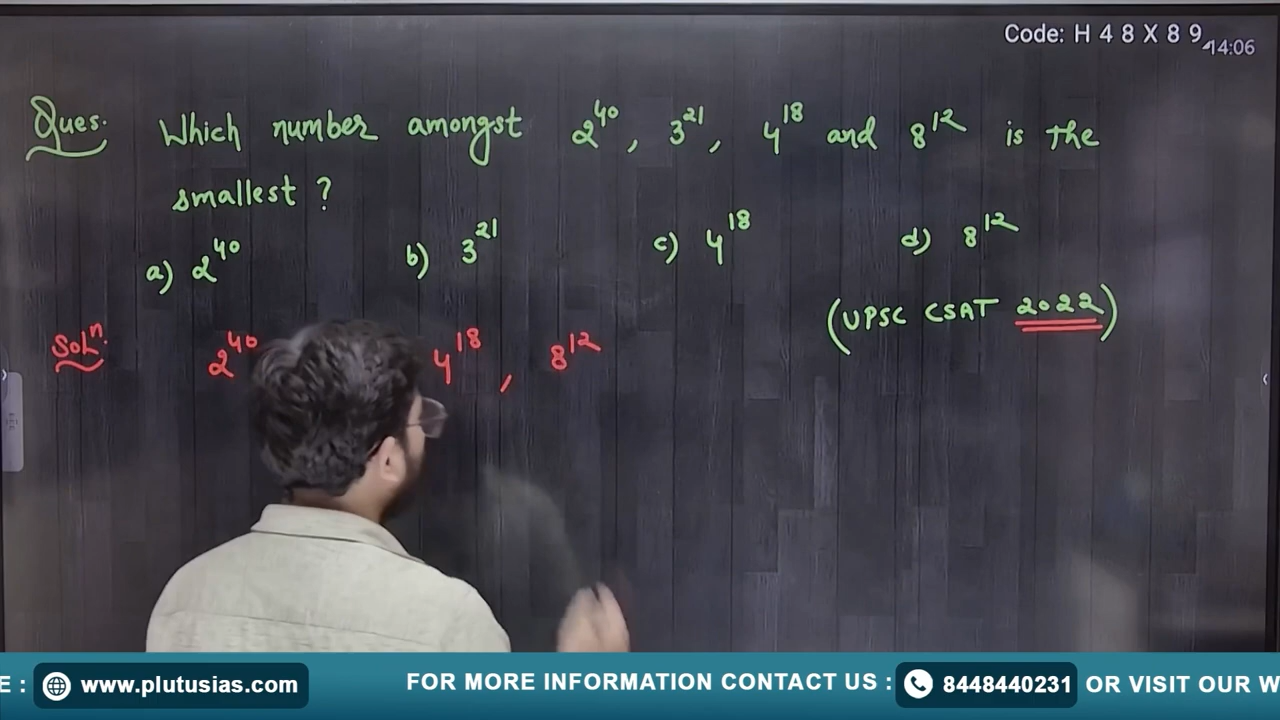 Code: H 4 8 X 8 9
14:06
Ques. Which number amongst 2^40, 3^21, 4^18 and 8^12 is the
smallest ?
a) 2^40 b) 3^21 c) 4^18 d) 8^12
(UPSC CSAT 2022)
Solⁿ. 2^40 4^18 , 8^12
E : www.plutusias.com FOR MORE INFORMATION CONTACT US : 8448440231 OR VISIT OUR W